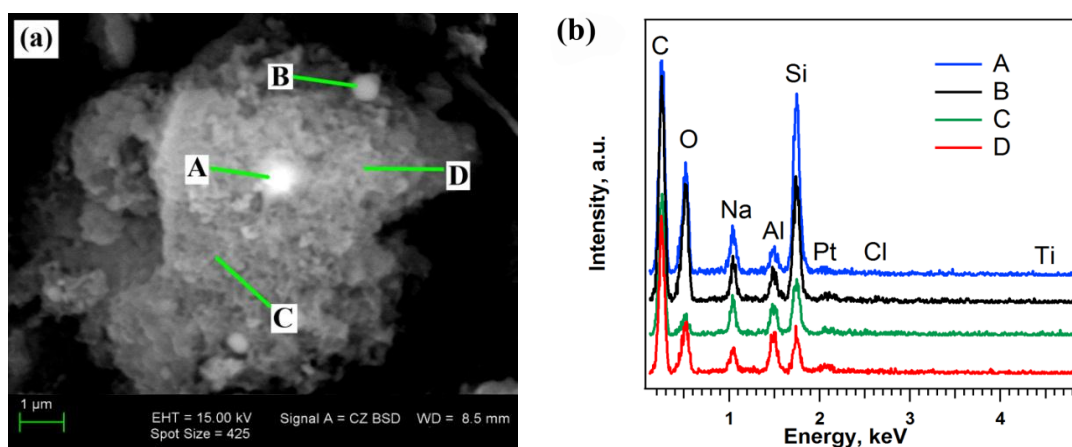 (a)
B
A
D
C
1 µm
EHT = 15.00 kV
Signal A = CZ BSD
WD = 8.5 mm
Spot Size = 425
(b)
C
O
Na
Al
Si
Pt
Cl
Ti
A
B
C
D
Intensity, a.u.
1
2
3
4
Energy, keV